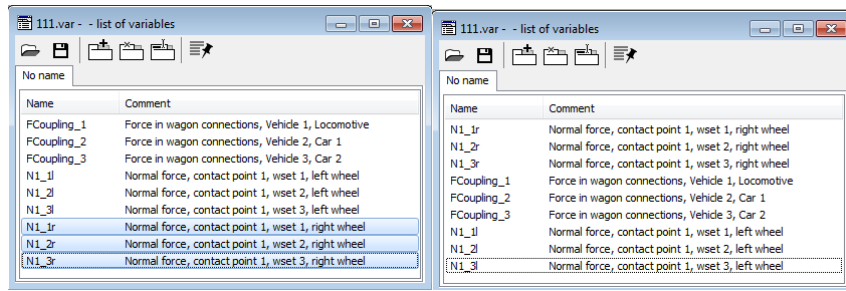 111.var - - list of variables
No name
Name Comment
FCoupling_1 Force in wagon connections, Vehicle 1, Locomotive
FCoupling_2 Force in wagon connections, Vehicle 2, Car 1
FCoupling_3 Force in wagon connections, Vehicle 3, Car 2
N1_1l Normal force, contact point 1, wset 1, left wheel
N1_2l Normal force, contact point 1, wset 2, left wheel
N1_3l Normal force, contact point 1, wset 3, left wheel
N1_1r Normal force, contact point 1, wset 1, right wheel
N1_2r Normal force, contact point 1, wset 2, right wheel
N1_3r Normal force, contact point 1, wset 3, right wheel
111.var - - list of variables
No name
Name Comment
N1_1r Normal force, contact point 1, wset 1, right wheel
N1_2r Normal force, contact point 1, wset 2, right wheel
N1_3r Normal force, contact point 1, wset 3, right wheel
FCoupling_1 Force in wagon connections, Vehicle 1, Locomotive
FCoupling_2 Force in wagon connections, Vehicle 2, Car 1
FCoupling_3 Force in wagon connections, Vehicle 3, Car 2
N1_1l Normal force, contact point 1, wset 1, left wheel
N1_2l Normal force, contact point 1, wset 2, left wheel
N1_3l Normal force, contact point 1, wset 3, left wheel